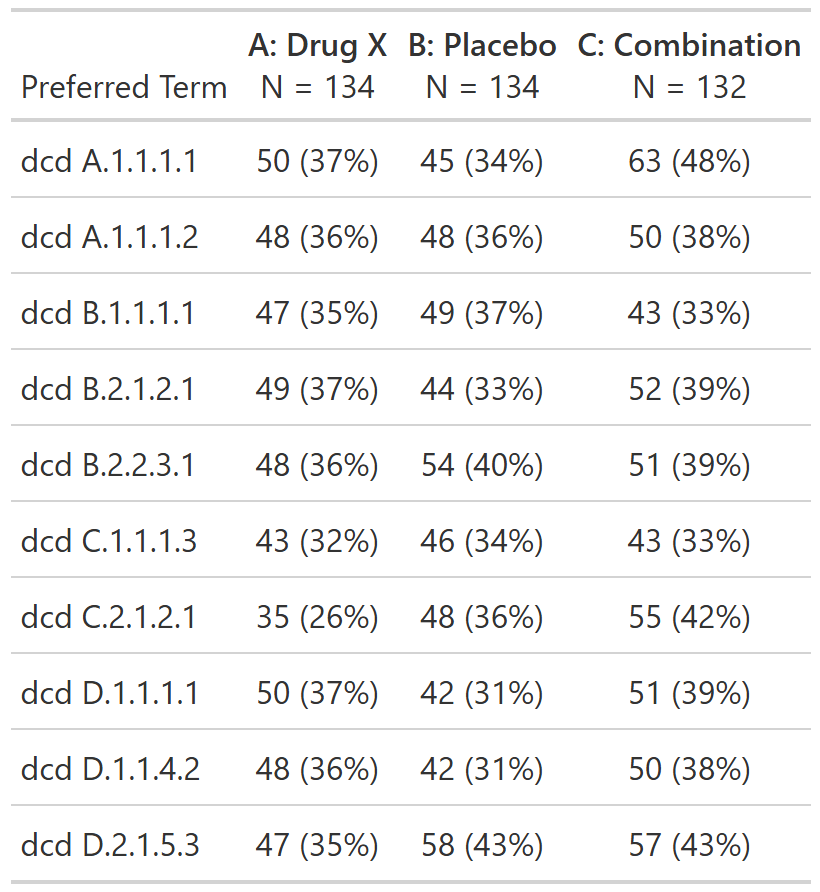 A: Drug X B: Placebo C: Combination
Preferred Term N = 134 N = 134 N = 132
dcd A.1.1.1.1 50 (37%) 45 (34%) 63 (48%)
dcd A.1.1.1.2 48 (36%) 48 (36%) 50 (38%)
dcd B.1.1.1.1 47 (35%) 49 (37%) 43 (33%)
dcd B.2.1.2.1 49 (37%) 44 (33%) 52 (39%)
dcd B.2.2.3.1 48 (36%) 54 (40%) 51 (39%)
dcd C.1.1.1.3 43 (32%) 46 (34%) 43 (33%)
dcd C.2.1.2.1 35 (26%) 48 (36%) 55 (42%)
dcd D.1.1.1.1 50 (37%) 42 (31%) 51 (39%)
dcd D.1.1.4.2 48 (36%) 42 (31%) 50 (38%)
dcd D.2.1.5.3 47 (35%) 58 (43%) 57 (43%)